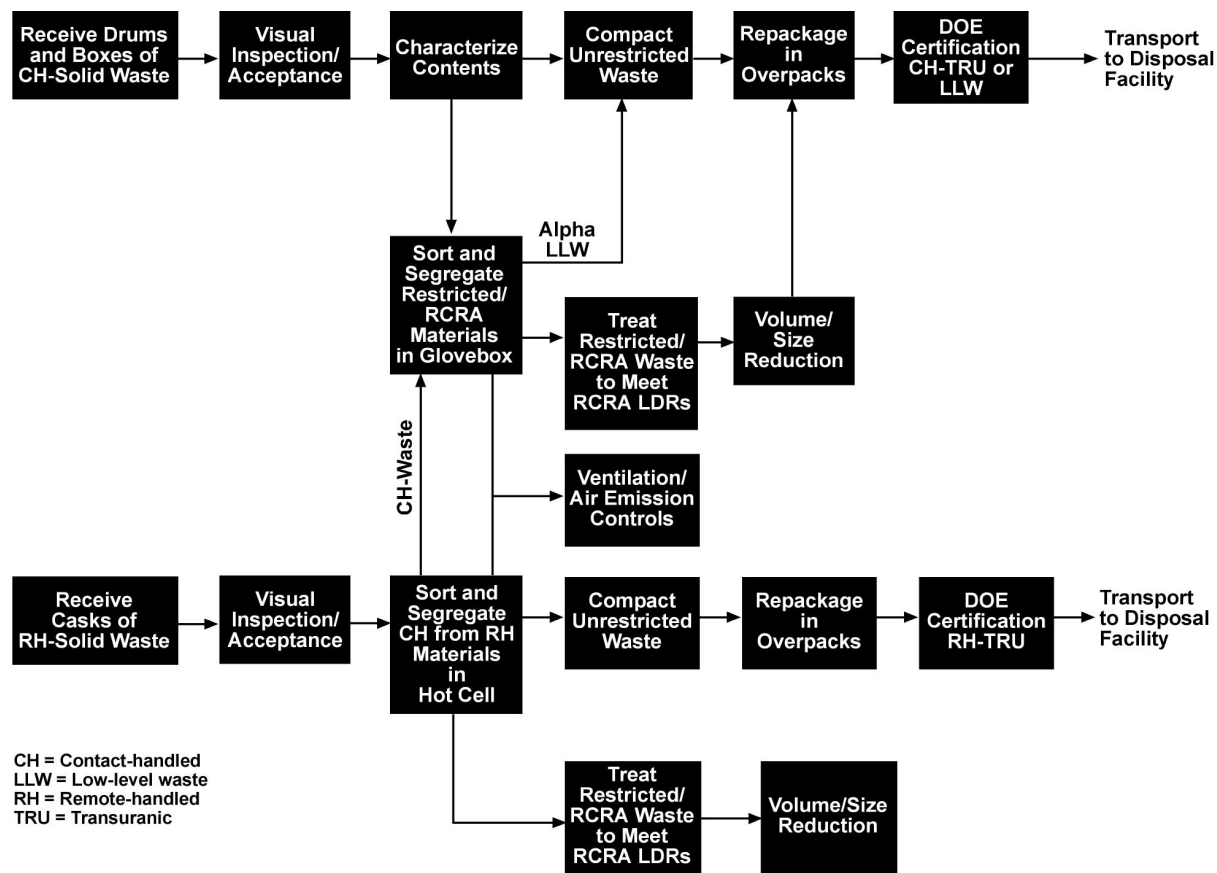 Receive Drums
and Boxes of
CH-Solid Waste
Visual
Inspection/
Acceptance
Characterize
Contents
Compact
Unrestricted
Waste
Repackage
in
Overpacks
DOE
Certification
CH-TRU or
LLW
Transport
to Disposal
Facility
Sort and
Segregate
Restricted/
RCRA
Materials
in Glovebox
Alpha
LLW
Treat
Restricted/
RCRA Waste
to Meet
RCRA LDRs
Volume/
Size
Reduction
CH-Waste
Ventilation/
Air Emission
Controls
Receive
Casks of
RH-Solid Waste
Visual
Inspection/
Acceptance
Sort and
Segregate
CH from RH
Materials
in
Hot Cell
Compact
Unrestricted
Waste
Repackage
in
Overpacks
DOE
Certification
RH-TRU
Transport
to Disposal
Facility
Treat
Restricted/
RCRA Waste
to Meet
RCRA LDRs
Volume/Size
Reduction
CH = Contact-handled
LLW = Low-level waste
RH = Remote-handled
TRU = Transuranic